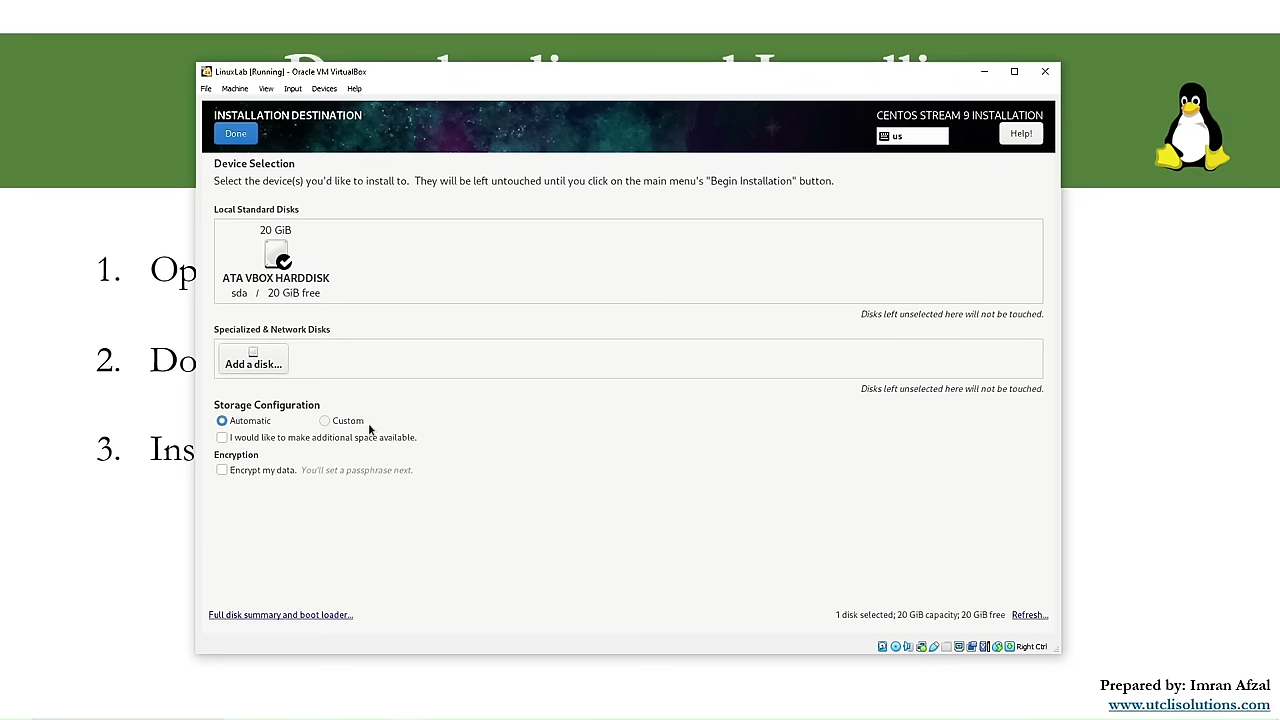 LinuxLab [Running] - Oracle VM VirtualBox
File Machine View Input Devices Help
INSTALLATION DESTINATION
CENTOS STREAM 9 INSTALLATION
Done
us
Help!
Device Selection
Select the device(s) you'd like to install to. They will be left untouched until you click on the main menu's "Begin Installation" button.
Local Standard Disks
20 GiB
ATA VBOX HARDDISK
sda / 20 GiB free
Disks left unselected here will not be touched.
Specialized & Network Disks
Add a disk...
Disks left unselected here will not be touched.
Storage Configuration
Automatic Custom
I would like to make additional space available.
Encryption
Encrypt my data. You'll set a passphrase next.
Full disk summary and boot loader...
1 disk selected; 20 GiB capacity; 20 GiB free Refresh...
Right Ctrl
1. Op
2. Do
3. Ins
Prepared by: Imran Afzal
www.utclisolutions.com